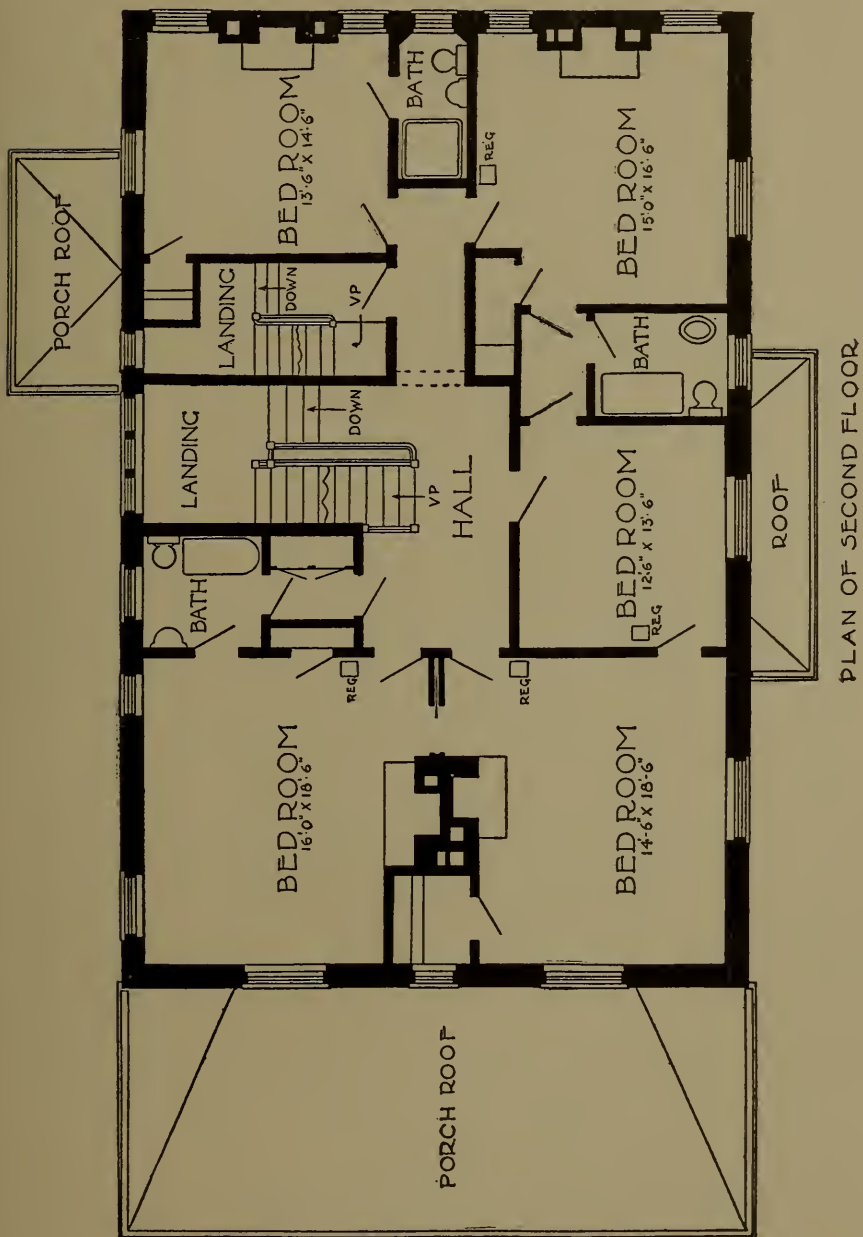 PORCH ROOF
BATH
LANDING
LANDING
DOWN
VP
BED ROOM
16'0" X 18'6"
BED ROOM
13'6" X 14'6"
REG
DOWN
VP
BATH
PORCH ROOF
HALL
REG
REG
BED ROOM
14'-6" X 18'-6"
BED ROOM
12'6" X 13'6"
REG
BATH
BED ROOM
15'0" X 16'6"
ROOF
PLAN OF SECOND FLOOR